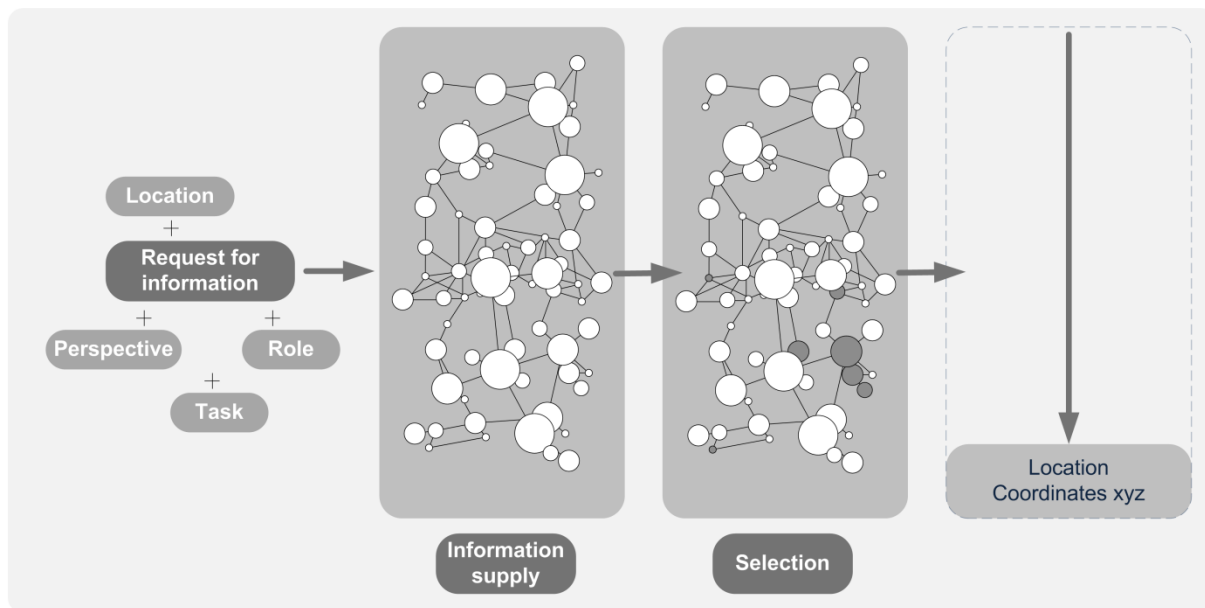 Location
+
Request for
information
+
+
Perspective
Role
+
Task
Information
supply
Selection
Location
Coordinates xyz